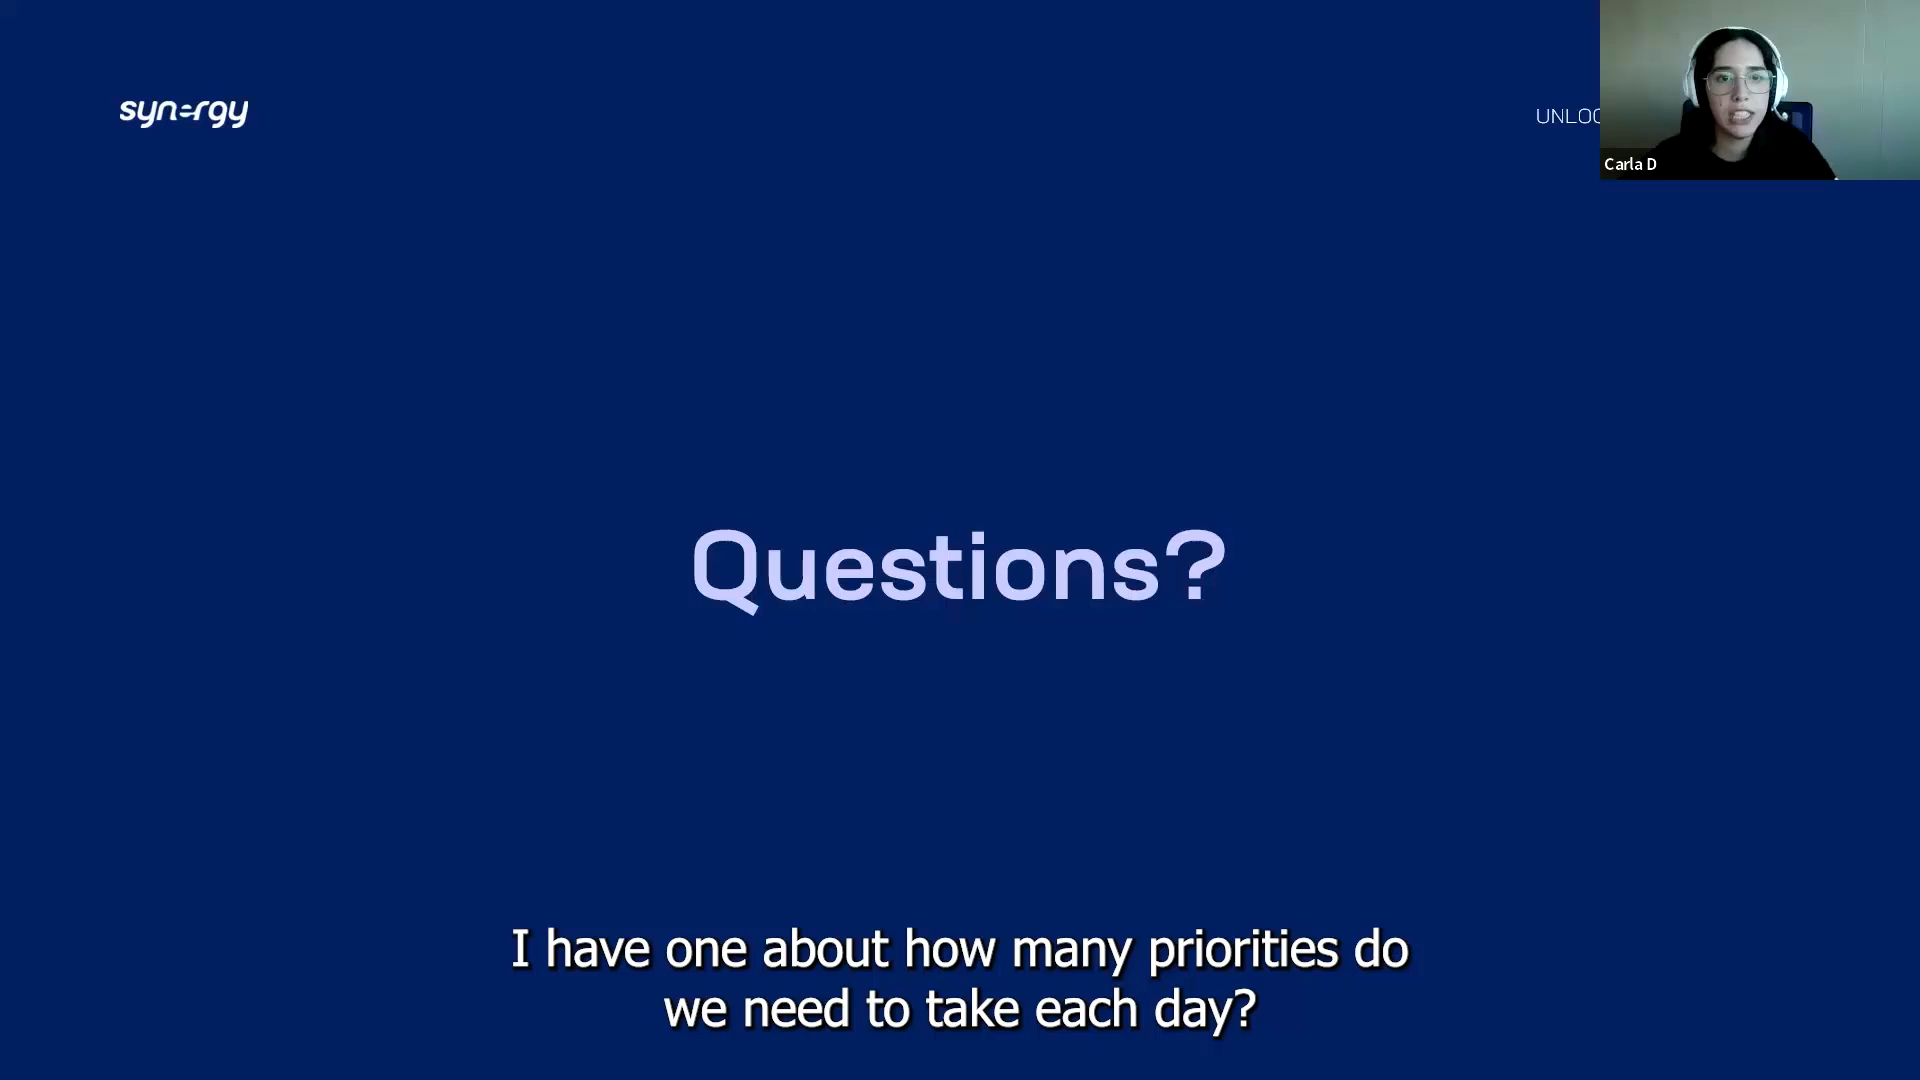 synergy
UNLOC
Carla D
Questions?
I have one about how many priorities do
we need to take each day?